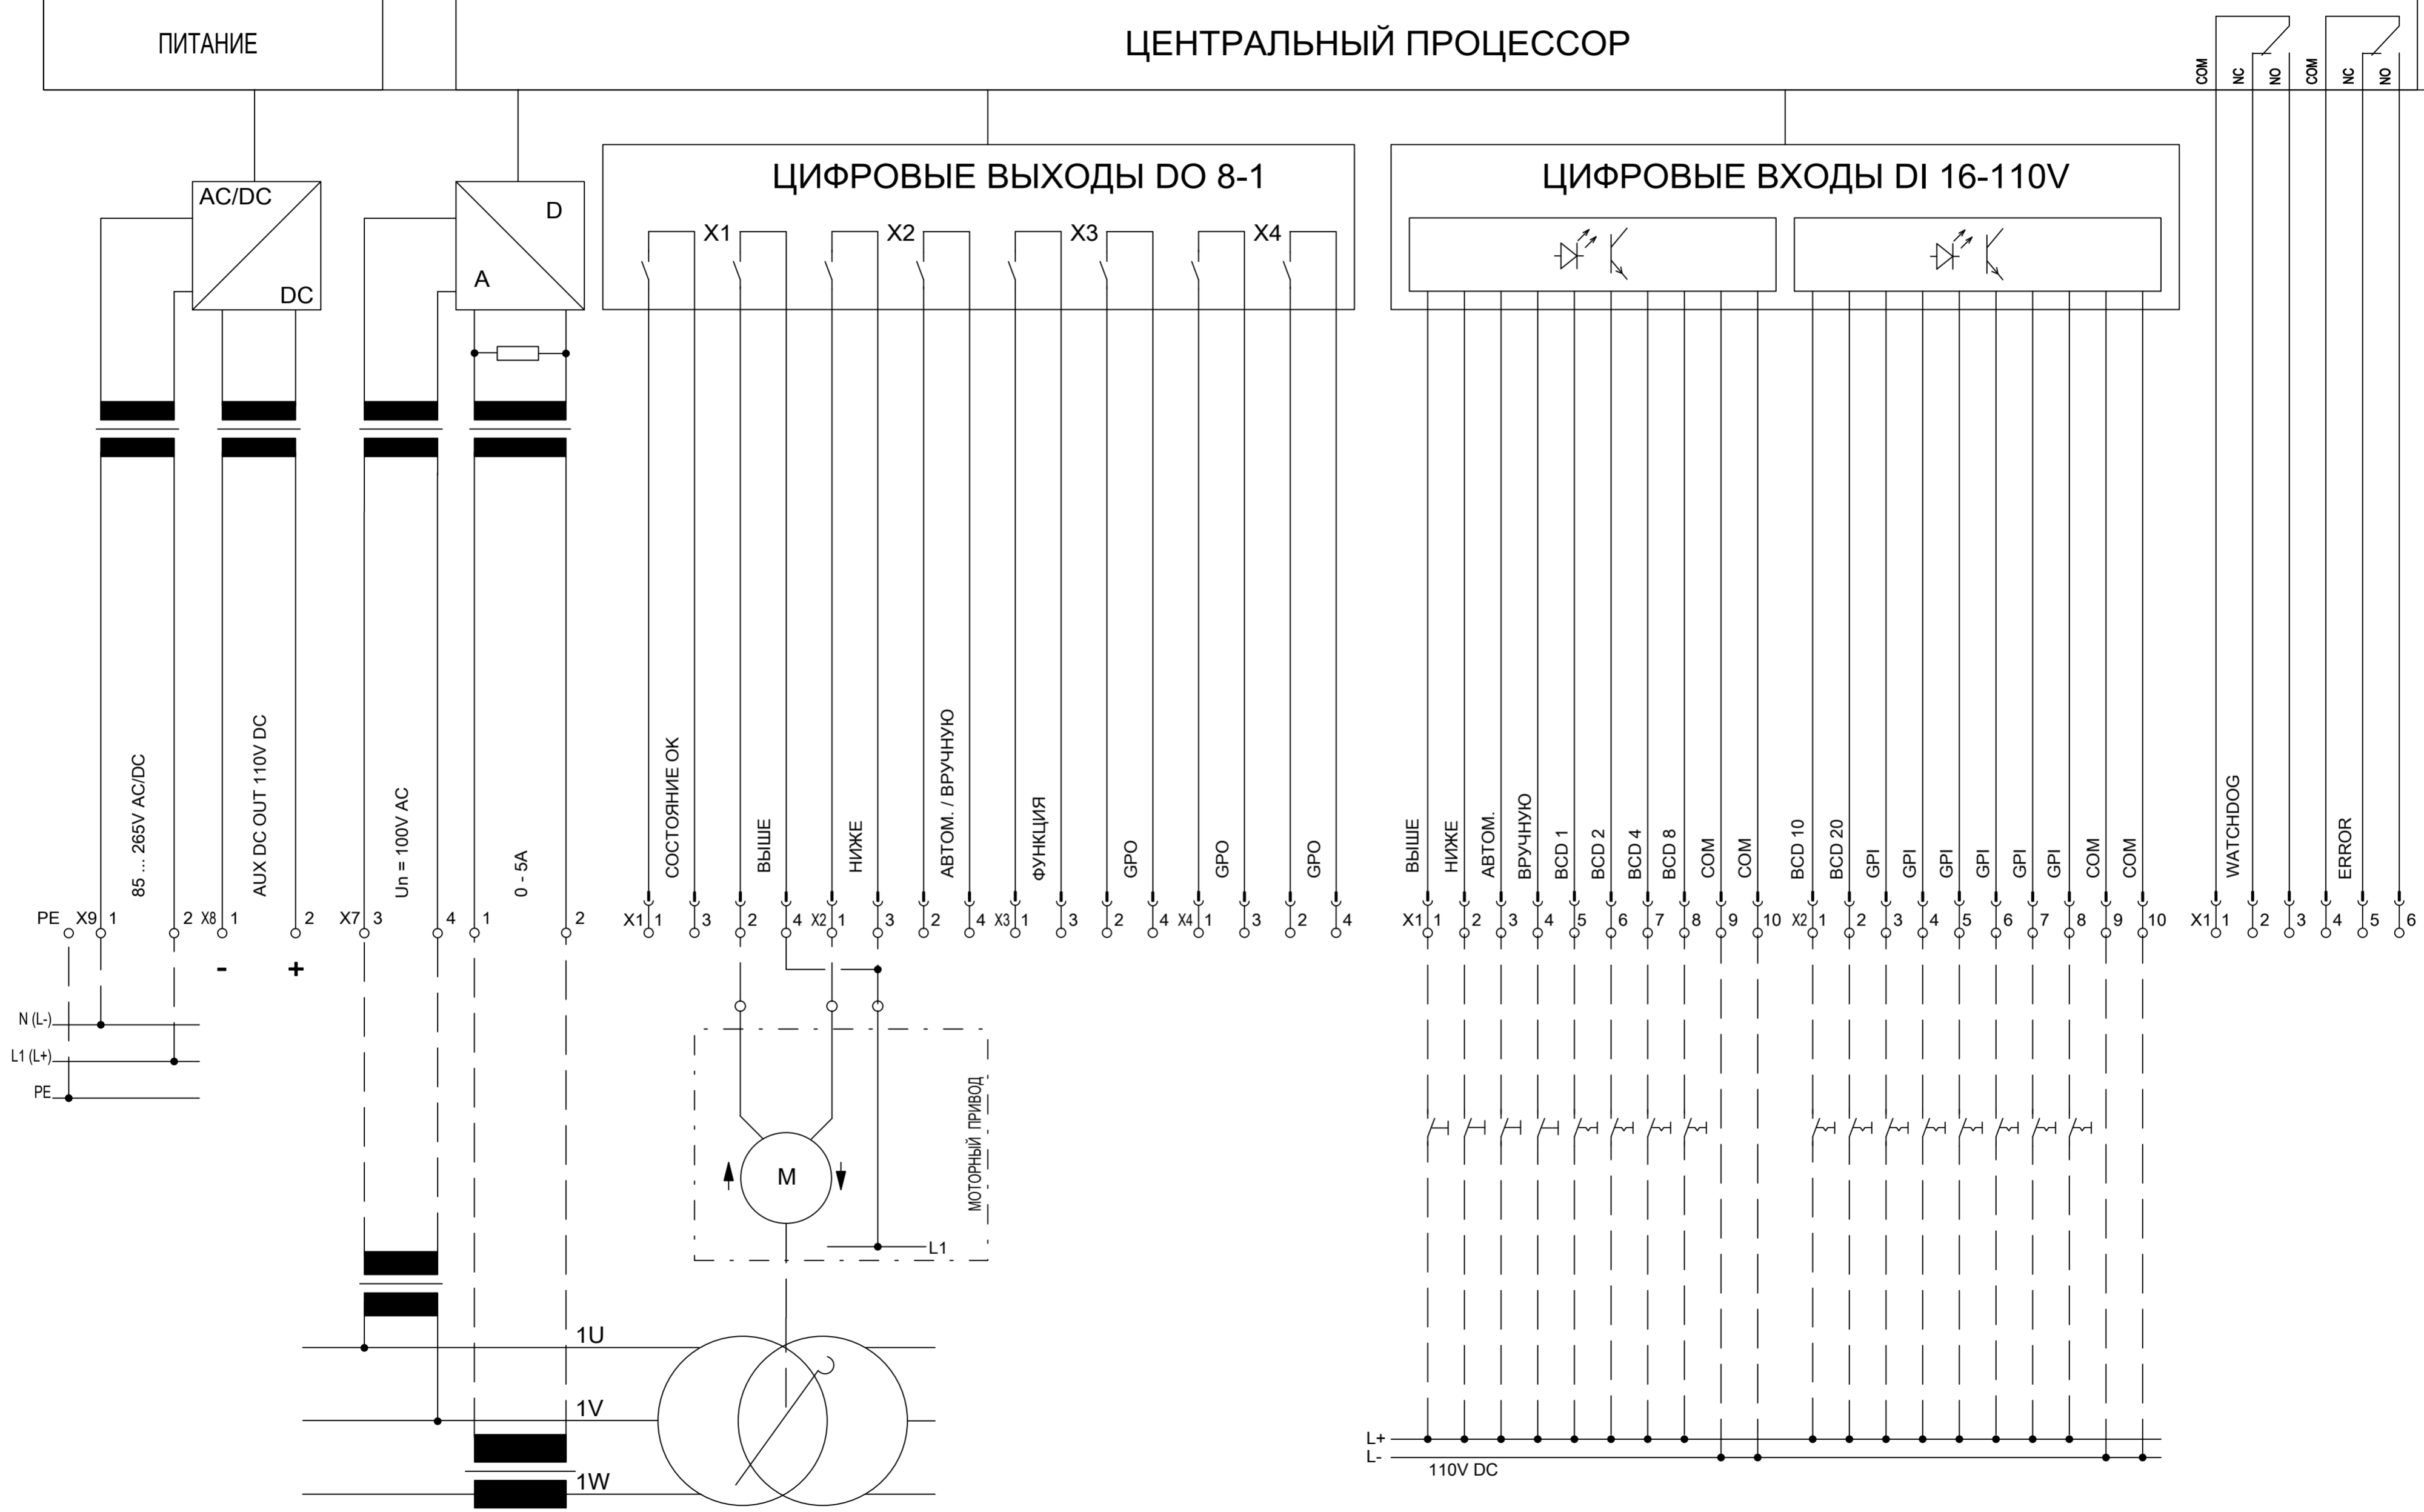 ПИТАНИЕ
ЦЕНТРАЛЬНЫЙ ПРОЦЕССОР
COM
NC
NO
COM
NC
NO
ЦИФРОВЫЕ ВЫХОДЫ DO 8-1
ЦИФРОВЫЕ ВХОДЫ DI 16-110V
AC/DC
DC
D
A
X1
X2
X3
X4
85 ... 265V AC/DC
AUX DC OUT 110V DC
Un = 100V AC
0 - 5A
СОСТОЯНИЕ ОК
ВЫШЕ
НИЖЕ
АВТОМ. / ВРУЧНУЮ
ФУНКЦИЯ
GPO
GPO
GPO
ВЫШЕ
НИЖЕ
АВТОМ.
ВРУЧНУЮ
BCD 1
BCD 2
BCD 4
BCD 8
COM
COM
BCD 10
BCD 20
GPI
GPI
GPI
GPI
GPI
GPI
COM
COM
WATCHDOG
ERROR
PE X9 1 2 X8 1 2 X7 3 4 1 2
X1 1 3 2 4 X2 1 3 2 4 X3 1 3 2 4 X4 1 3 2 4
X1 1 2 3 4 5 6 7 8 9 10 X2 1 2 3 4 5 6 7 8 9 10
X1 1 2 3 4 5 6
- +
N (L-)
L1 (L+)
PE
МОТОРНЫЙ ПРИВОД
M
L1
1U
1V
1W
L+
L-
110V DC